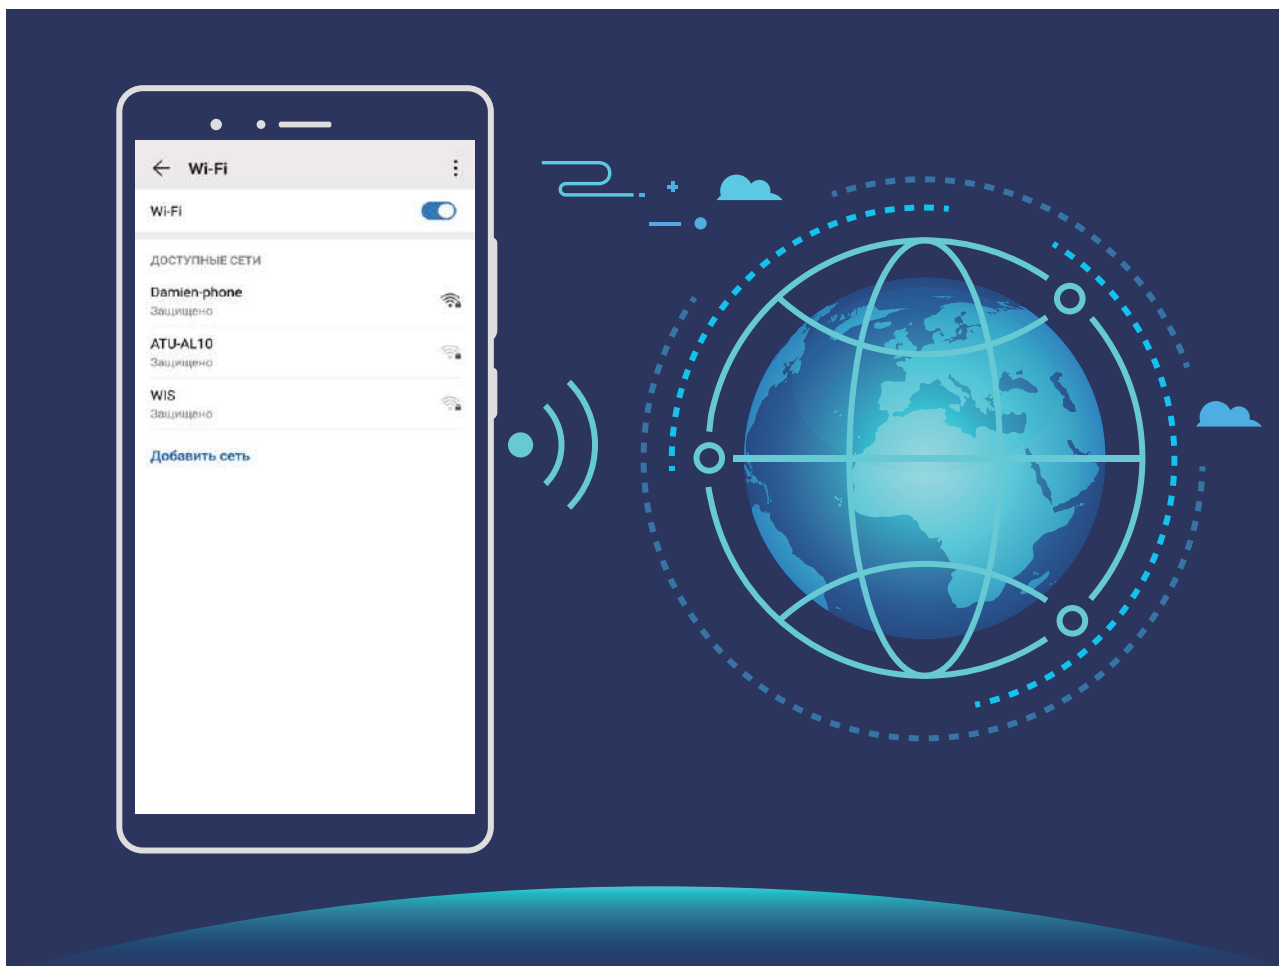 Wi-Fi
Wi-Fi
ДОСТУПНЫЕ СЕТИ
Damien-phone
Защищено
ATU-AL10
Защищено
WIS
Защищено
Добавить сеть